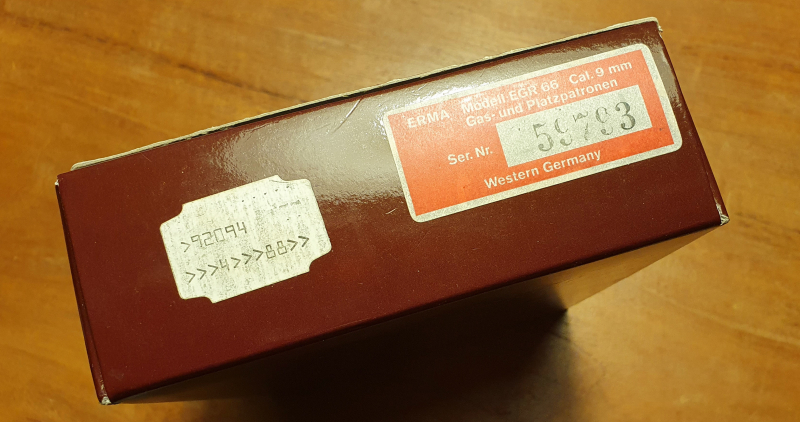 ERMA Modell EGR 66 Cal. 9 mm
Gas- und Platzpatronen
Ser. Nr. 59793
Western Germany
>92094
>>>4>>>88>>